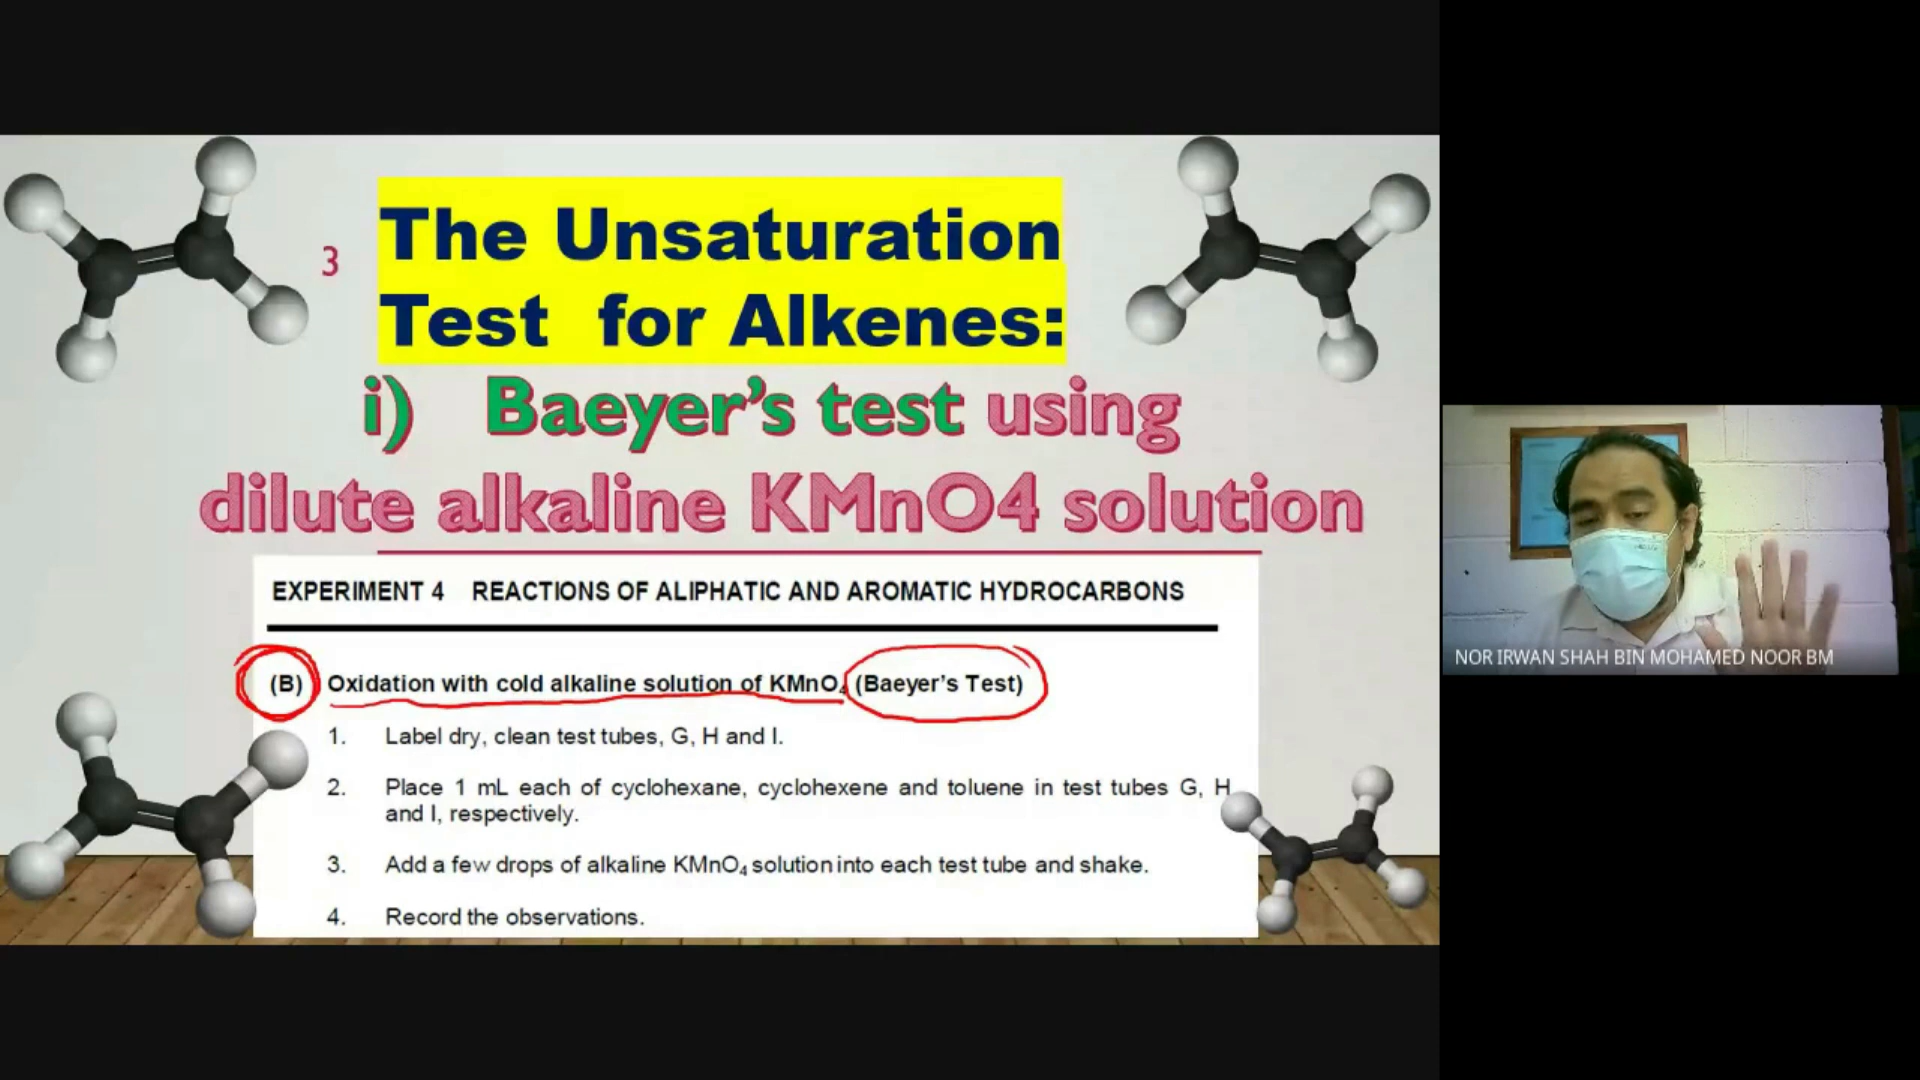 3
The Unsaturation
Test for Alkenes:
i) Baeyer's test using
dilute alkaline KMnO4 solution
EXPERIMENT 4 REACTIONS OF ALIPHATIC AND AROMATIC HYDROCARBONS
(B) Oxidation with cold alkaline solution of KMnO₄ (Baeyer's Test)
1. Label dry, clean test tubes, G, H and I.
2. Place 1 mL each of cyclohexane, cyclohexene and toluene in test tubes G, H
and I, respectively.
3. Add a few drops of alkaline KMnO₄ solution into each test tube and shake.
4. Record the observations.
NOR IRWAN SHAH BIN MOHAMED NOOR BM